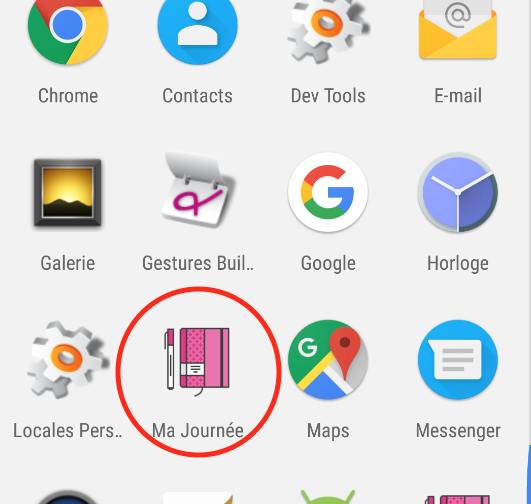 Chrome
Contacts
Dev Tools
E-mail
Galerie
Gestures Buil..
Google
Horloge
Locales Pers..
Ma Journée
Maps
Messenger